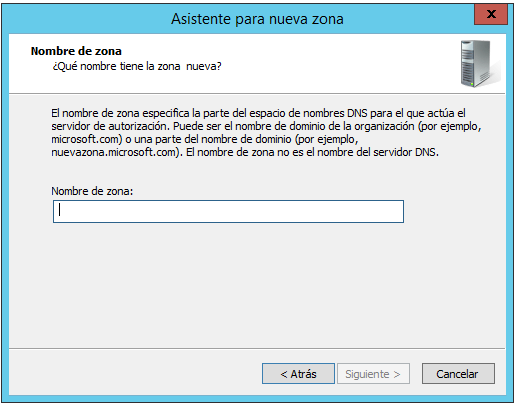 Asistente para nueva zona
x
Nombre de zona
¿Qué nombre tiene la zona nueva?
El nombre de zona especifica la parte del espacio de nombres DNS para el que actúa el
servidor de autorización. Puede ser el nombre de dominio de la organización (por ejemplo,
microsoft.com) o una parte del nombre de dominio (por ejemplo,
nuevazona.microsoft.com). El nombre de zona no es el nombre del servidor DNS.
Nombre de zona:
< Atrás Siguiente > Cancelar